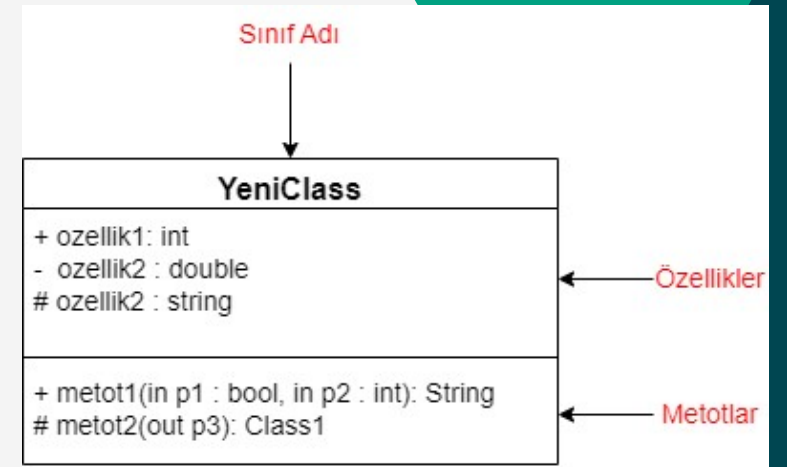 Sınıf Adı
YeniClass
+ ozellik1: int
- ozellik2 : double
# ozellik2 : string
Özellikler
+ metot1(in p1 : bool, in p2 : int): String
# metot2(out p3): Class1
Metotlar